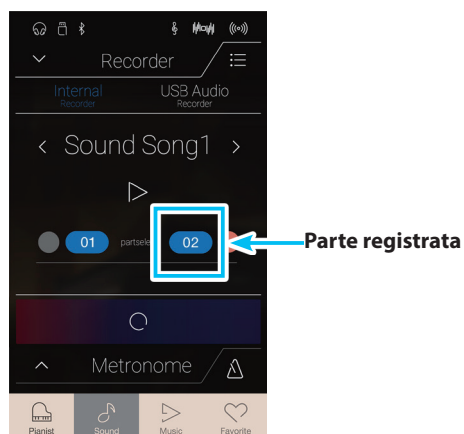 Recorder
Internal
Recorder
USB Audio
Recorder
Sound Song1
01 partsele 02
Parte registrata
Metronome
Pianist Sound Music Favorite